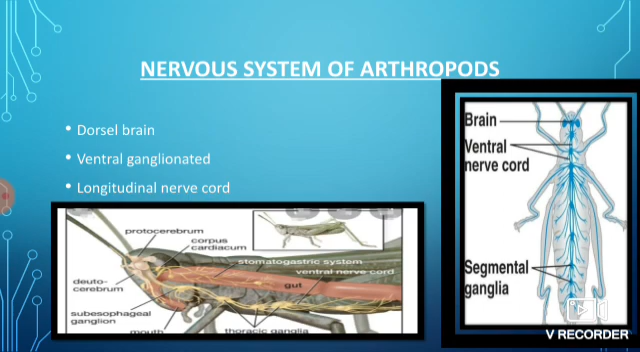 NERVOUS SYSTEM OF ARTHROPODS
• Dorsel brain
• Ventral ganglionated
• Longitudinal nerve cord
protocerebrum
corpus
cardiacum
stomatogastric system
ventral nerve cord
gut
deuto-
cerebrum
subesophageal
ganglion
mouth
thoracic ganglia
Brain
Ventral
nerve cord
Segmental
ganglia
V RECORDER